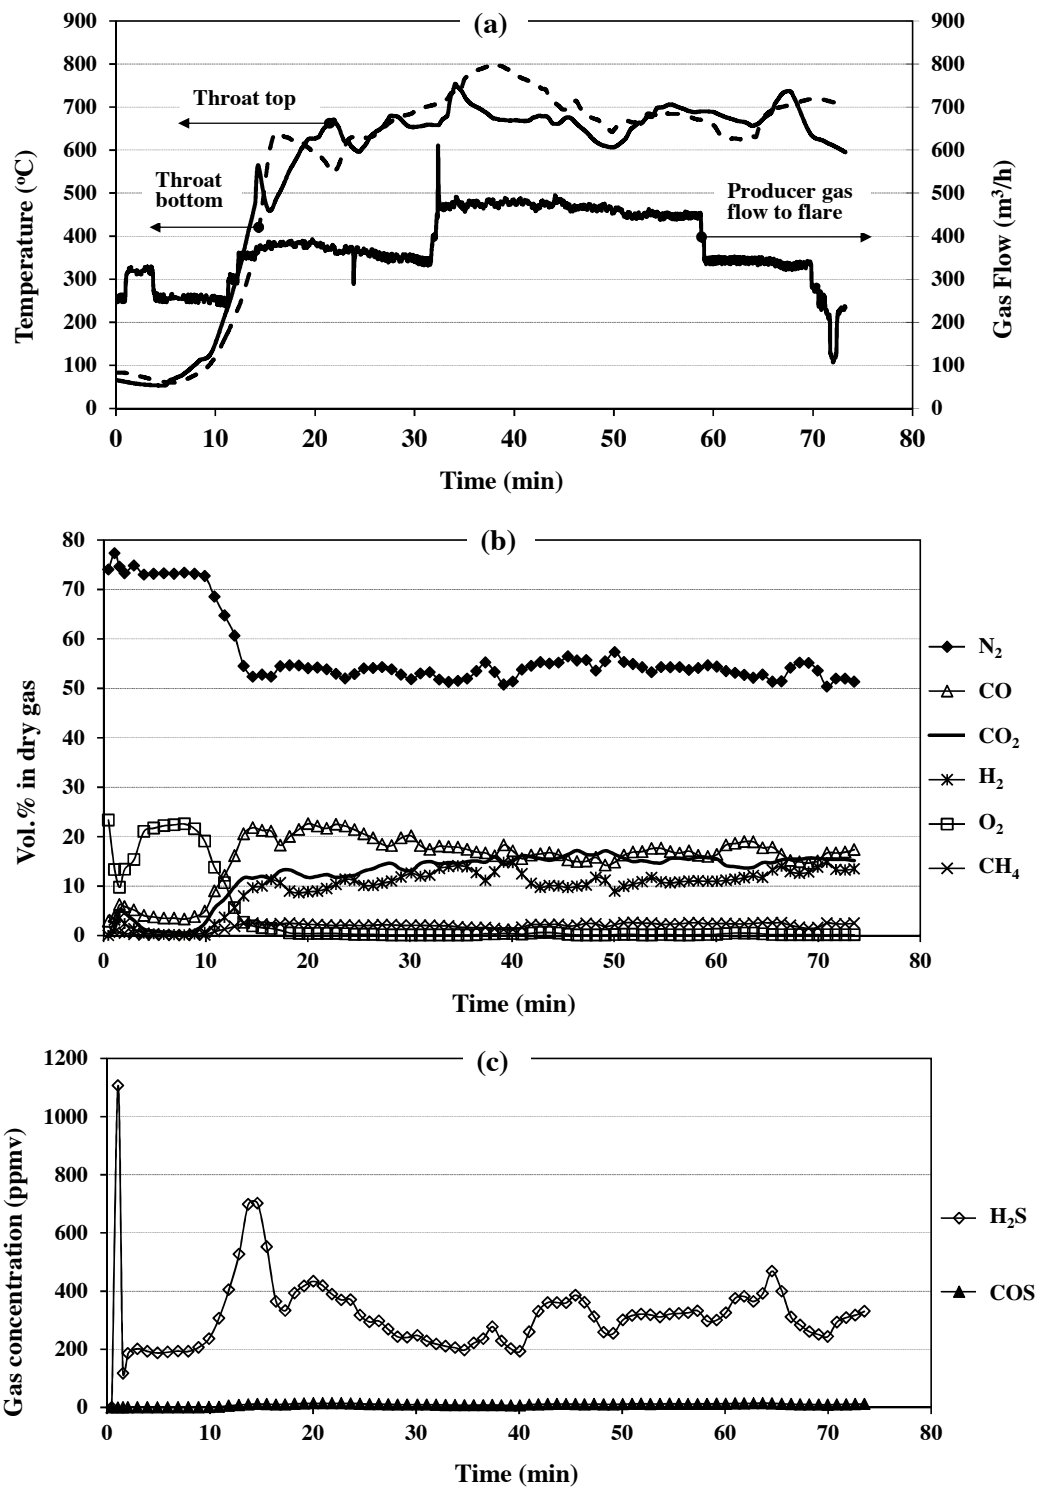 (a)
900
800
700
600
500
400
300
200
100
0
Temperature (°C)
900
800
700
600
500
400
300
200
100
0
Gas Flow (m³/h)
Throat top
Throat
bottom
Producer gas
flow to flare
0 10 20 30 40 50 60 70 80
Time (min)
(b)
80
70
60
50
40
30
20
10
0
Vol.% in dry gas
N₂
CO
CO₂
H₂
O₂
CH₄
0 10 20 30 40 50 60 70 80
Time (min)
(c)
1200
1000
800
600
400
200
0
Gas concentration (ppmv)
H₂S
COS
0 10 20 30 40 50 60 70 80
Time (min)